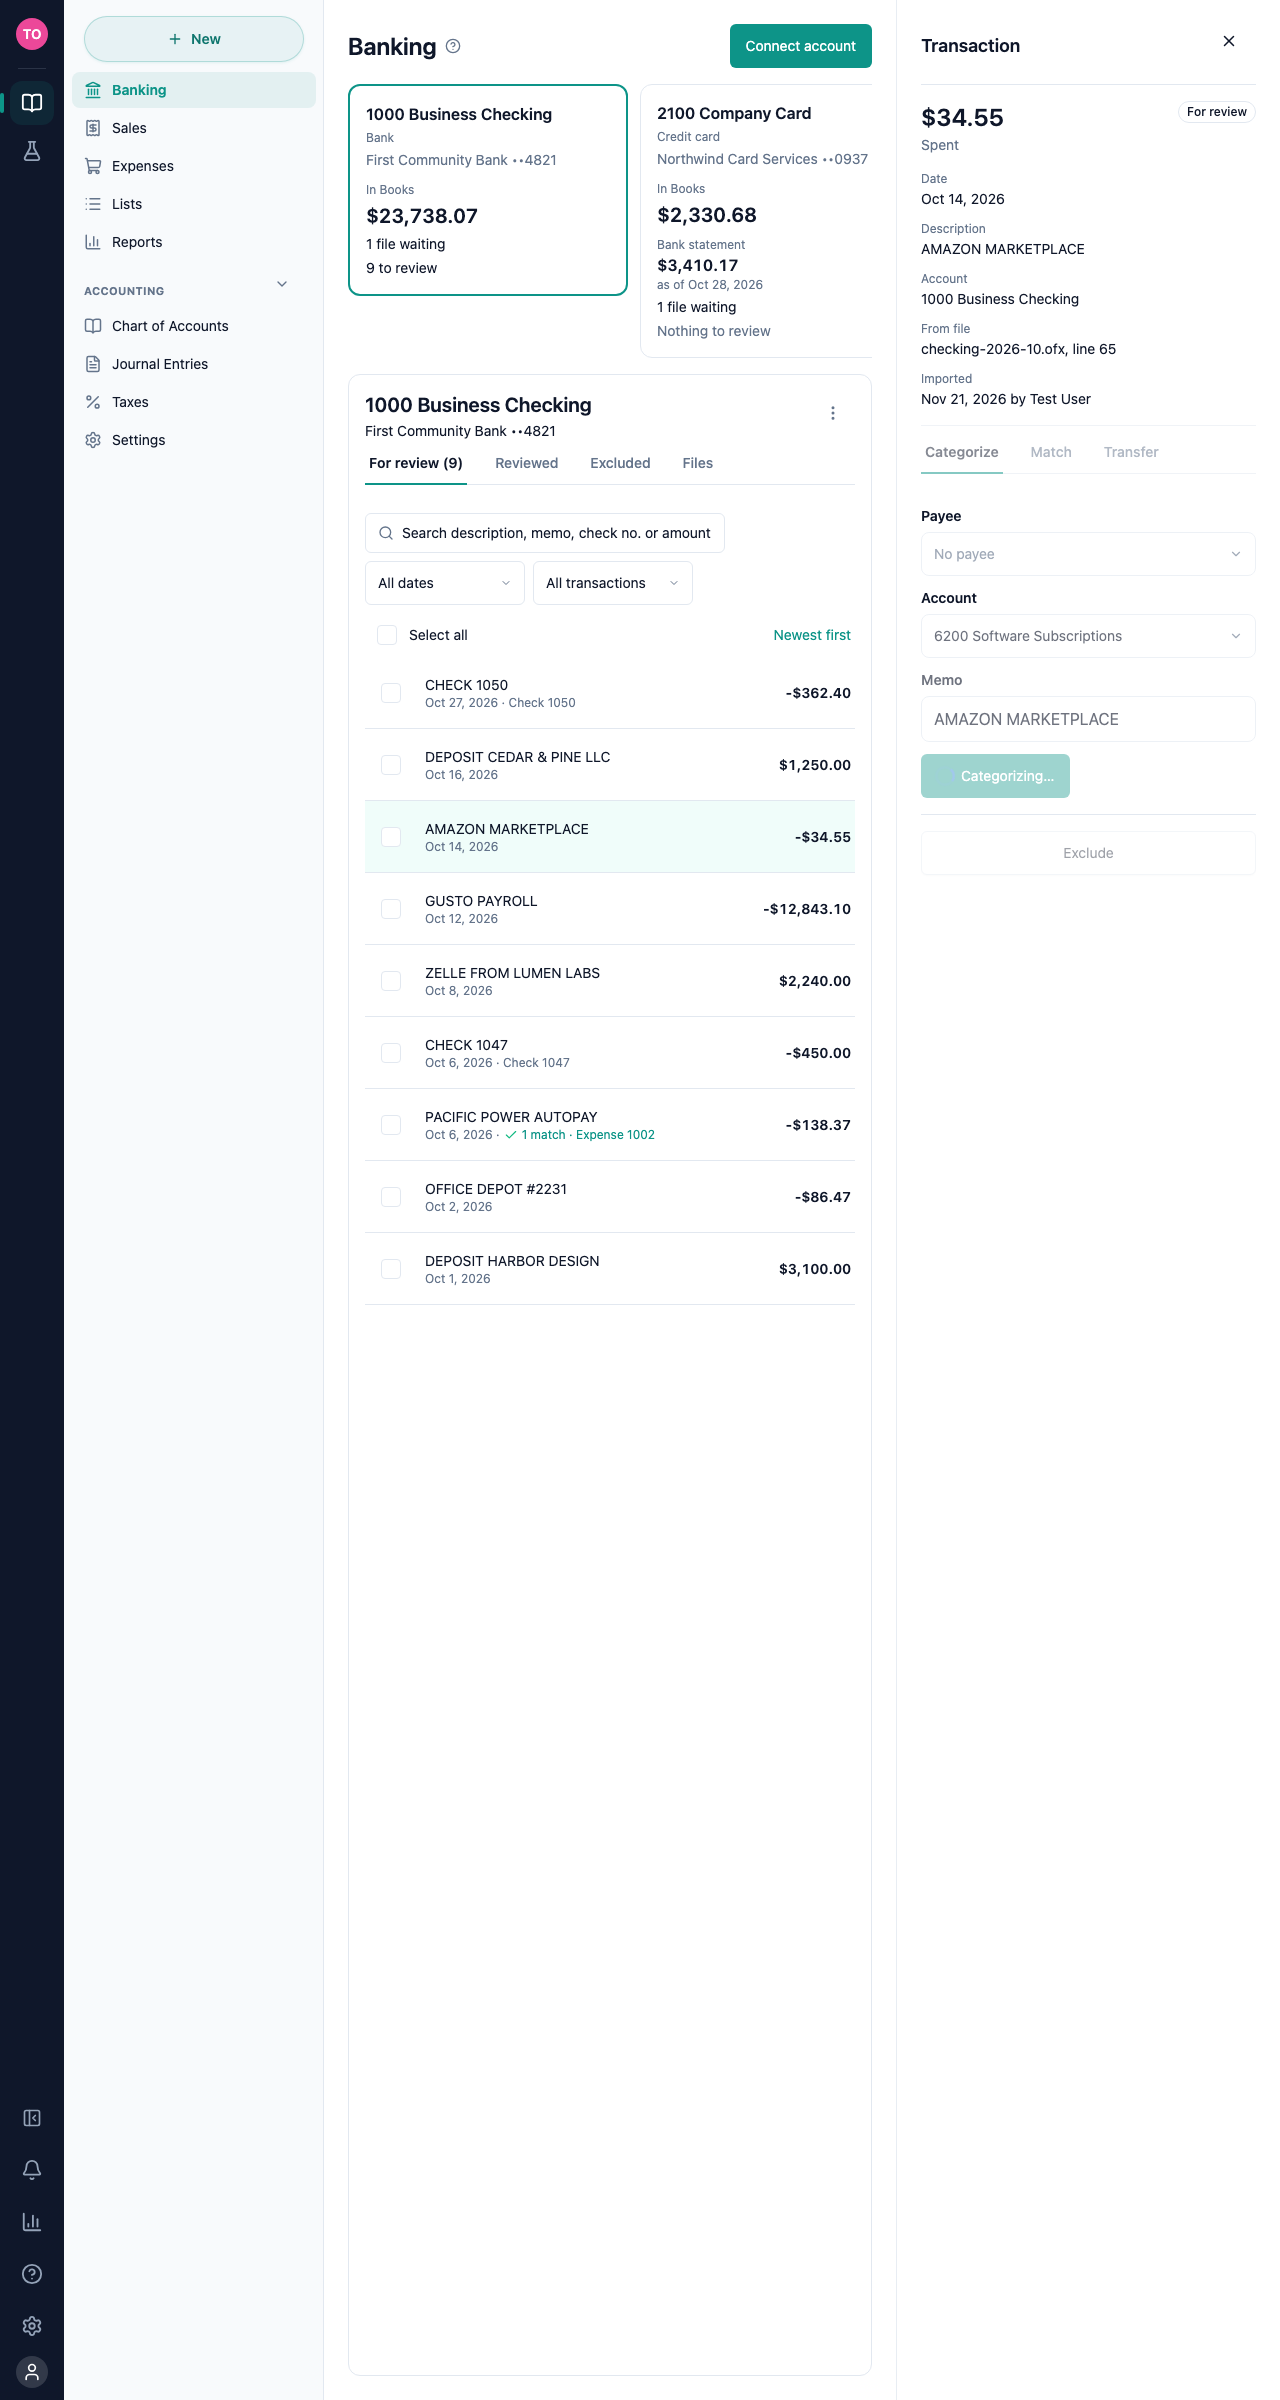 TO
New
Banking
Sales
Expenses
Lists
Reports
ACCOUNTING
Chart of Accounts
Journal Entries
Taxes
Settings
Banking
Connect account
1000 Business Checking
Bank
First Community Bank ••4821
In Books
$23,738.07
1 file waiting
9 to review
2100 Company Card
Credit card
Northwind Card Services ••0937
In Books
$2,330.68
Bank statement
$3,410.17
as of Oct 28, 2026
1 file waiting
Nothing to review
1000 Business Checking
First Community Bank ••4821
For review (9) Reviewed Excluded Files
Search description, memo, check no. or amount
All dates All transactions
Select all Newest first
CHECK 1050
Oct 27, 2026 · Check 1050
-$362.40
DEPOSIT CEDAR & PINE LLC
Oct 16, 2026
$1,250.00
AMAZON MARKETPLACE
Oct 14, 2026
-$34.55
GUSTO PAYROLL
Oct 12, 2026
-$12,843.10
ZELLE FROM LUMEN LABS
Oct 8, 2026
$2,240.00
CHECK 1047
Oct 6, 2026 · Check 1047
-$450.00
PACIFIC POWER AUTOPAY
Oct 6, 2026 · 1 match · Expense 1002
-$138.37
OFFICE DEPOT #2231
Oct 2, 2026
-$86.47
DEPOSIT HARBOR DESIGN
Oct 1, 2026
$3,100.00
Transaction
$34.55
For review
Spent
Date
Oct 14, 2026
Description
AMAZON MARKETPLACE
Account
1000 Business Checking
From file
checking-2026-10.ofx, line 65
Imported
Nov 21, 2026 by Test User
Categorize Match Transfer
Payee
No payee
Account
6200 Software Subscriptions
Memo
AMAZON MARKETPLACE
Categorizing...
Exclude